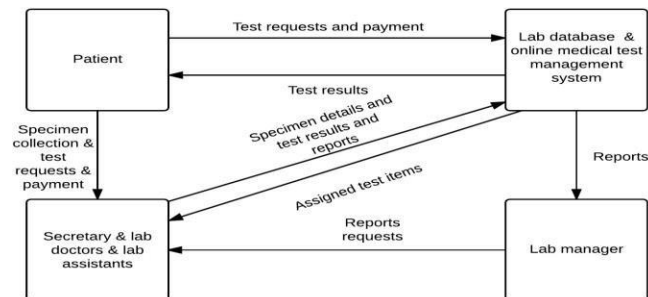 Test requests and payment
Patient
Lab database &
online medical test
management
system
Test results
Specimen
collection &
test
requests &
payment
Specimen details and
test results and
reports
Assigned test items
Reports
Secretary & lab
doctors & lab
assistants
Reports
requests
Lab manager